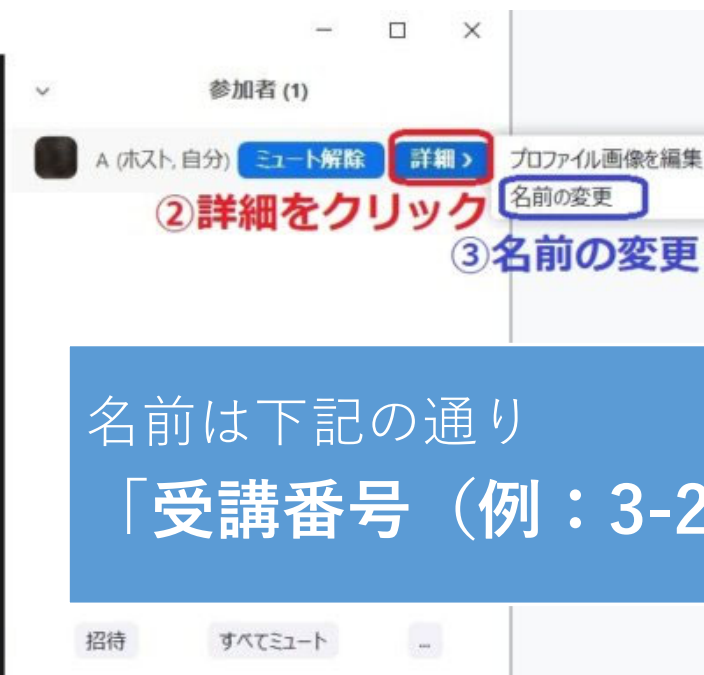 参加者 (1)
A (ホスト, 自分) ミュート解除 詳細 > プロファイル画像を編集
名前の変更
②詳細をクリック
③名前の変更
名前は下記の通り
「受講番号（例：3-2
招待 すべてミュート ...